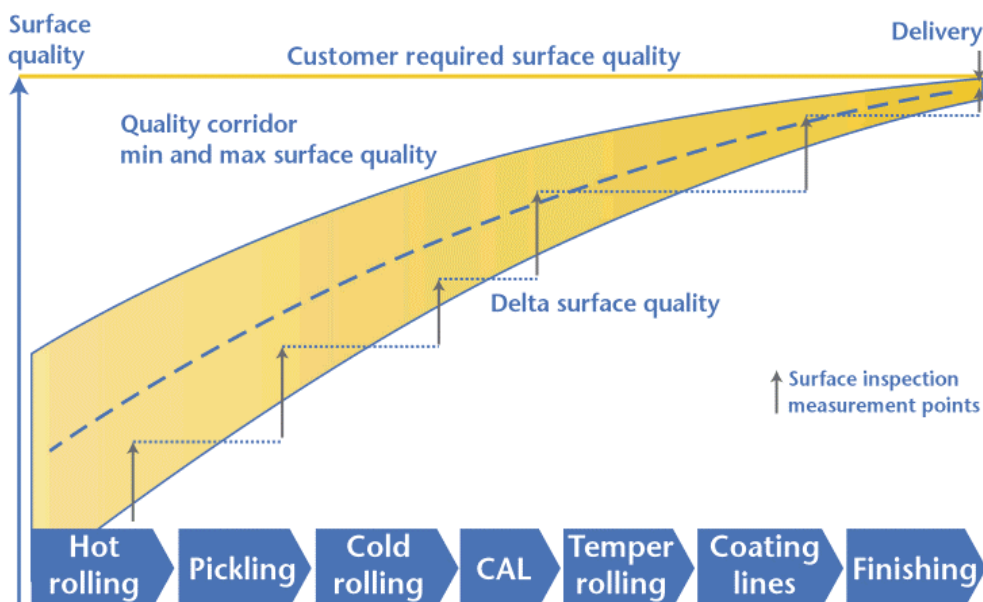 Surface
quality
Customer required surface quality
Delivery
Quality corridor
min and max surface quality
Delta surface quality
Surface inspection
measurement points
Hot
rolling
Pickling
Cold
rolling
CAL
Temper
rolling
Coating
lines
Finishing